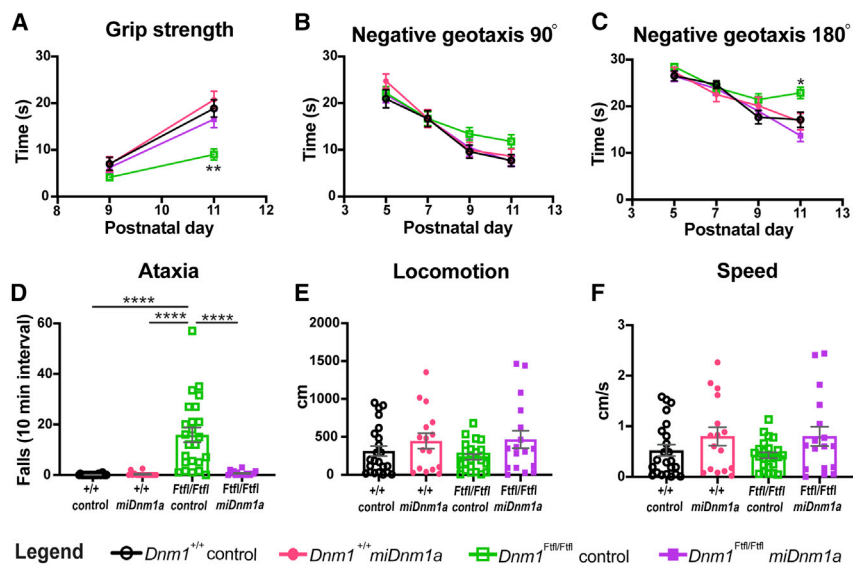 A Grip strength
Time (s)
30
20
10
0
8 9 10 11 12
Postnatal day
**
B Negative geotaxis 90°
Time (s)
30
20
10
0
3 5 7 9 11 13
Postnatal day
C Negative geotaxis 180°
Time (s)
30
20
10
0
3 5 7 9 11 13
Postnatal day
*
D Ataxia
Falls (10 min interval)
60
40
20
0
**** **** ****
+/+ +/+ Ftfl/Ftfl Ftfl/Ftfl
control miDnm1a control miDnm1a
E Locomotion
cm
2000
1500
1000
500
0
+/+ +/+ Ftfl/Ftfl Ftfl/Ftfl
control miDnm1a control miDnm1a
F Speed
cm/s
3
2
1
0
+/+ +/+ Ftfl/Ftfl Ftfl/Ftfl
control miDnm1a control miDnm1a
Legend Dnm1+/+ control Dnm1+/+ miDnm1a Dnm1Ftfl/Ftfl control Dnm1Ftfl/Ftfl miDnm1a